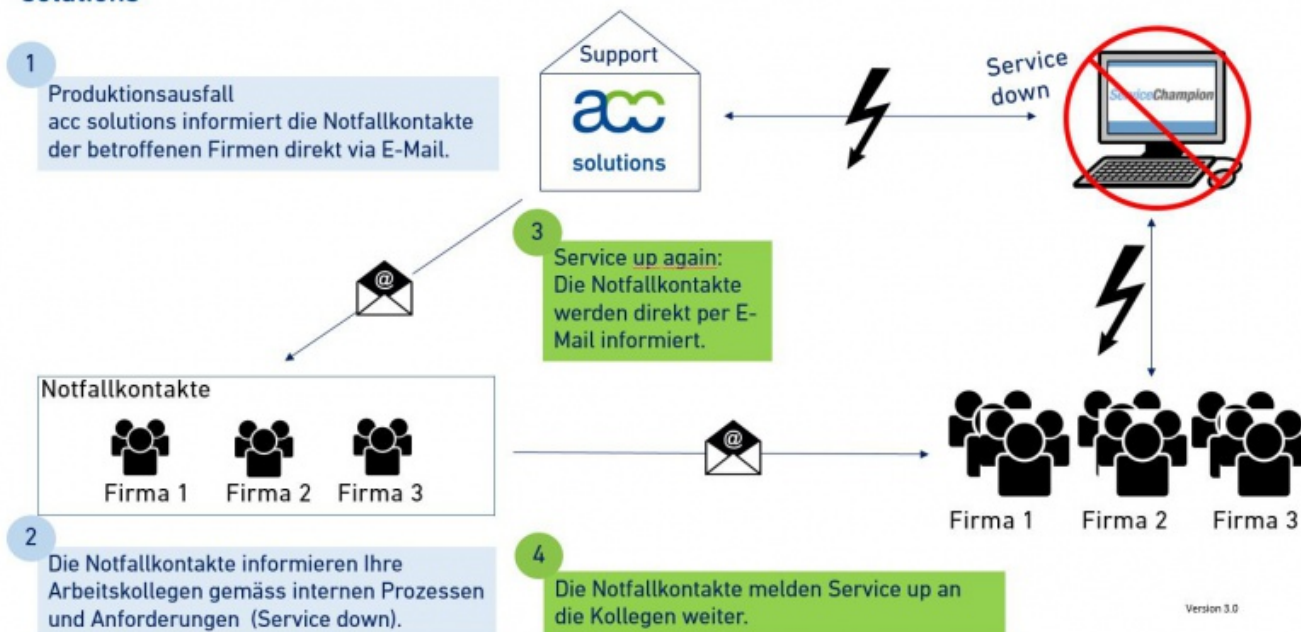 solutions
1
Produktionsausfall
acc solutions informiert die Notfallkontakte
der betroffenen Firmen direkt via E-Mail.
Support
acc
solutions
Service
down
ServiceChampion
3
Service up again:
Die Notfallkontakte
werden direkt per E-
Mail informiert.
@
Notfallkontakte
Firma 1 Firma 2 Firma 3
@
Firma 1 Firma 2 Firma 3
2
Die Notfallkontakte informieren Ihre
Arbeitskollegen gemäss internen Prozessen
und Anforderungen (Service down).
4
Die Notfallkontakte melden Service up an
die Kollegen weiter.
Version 3.0